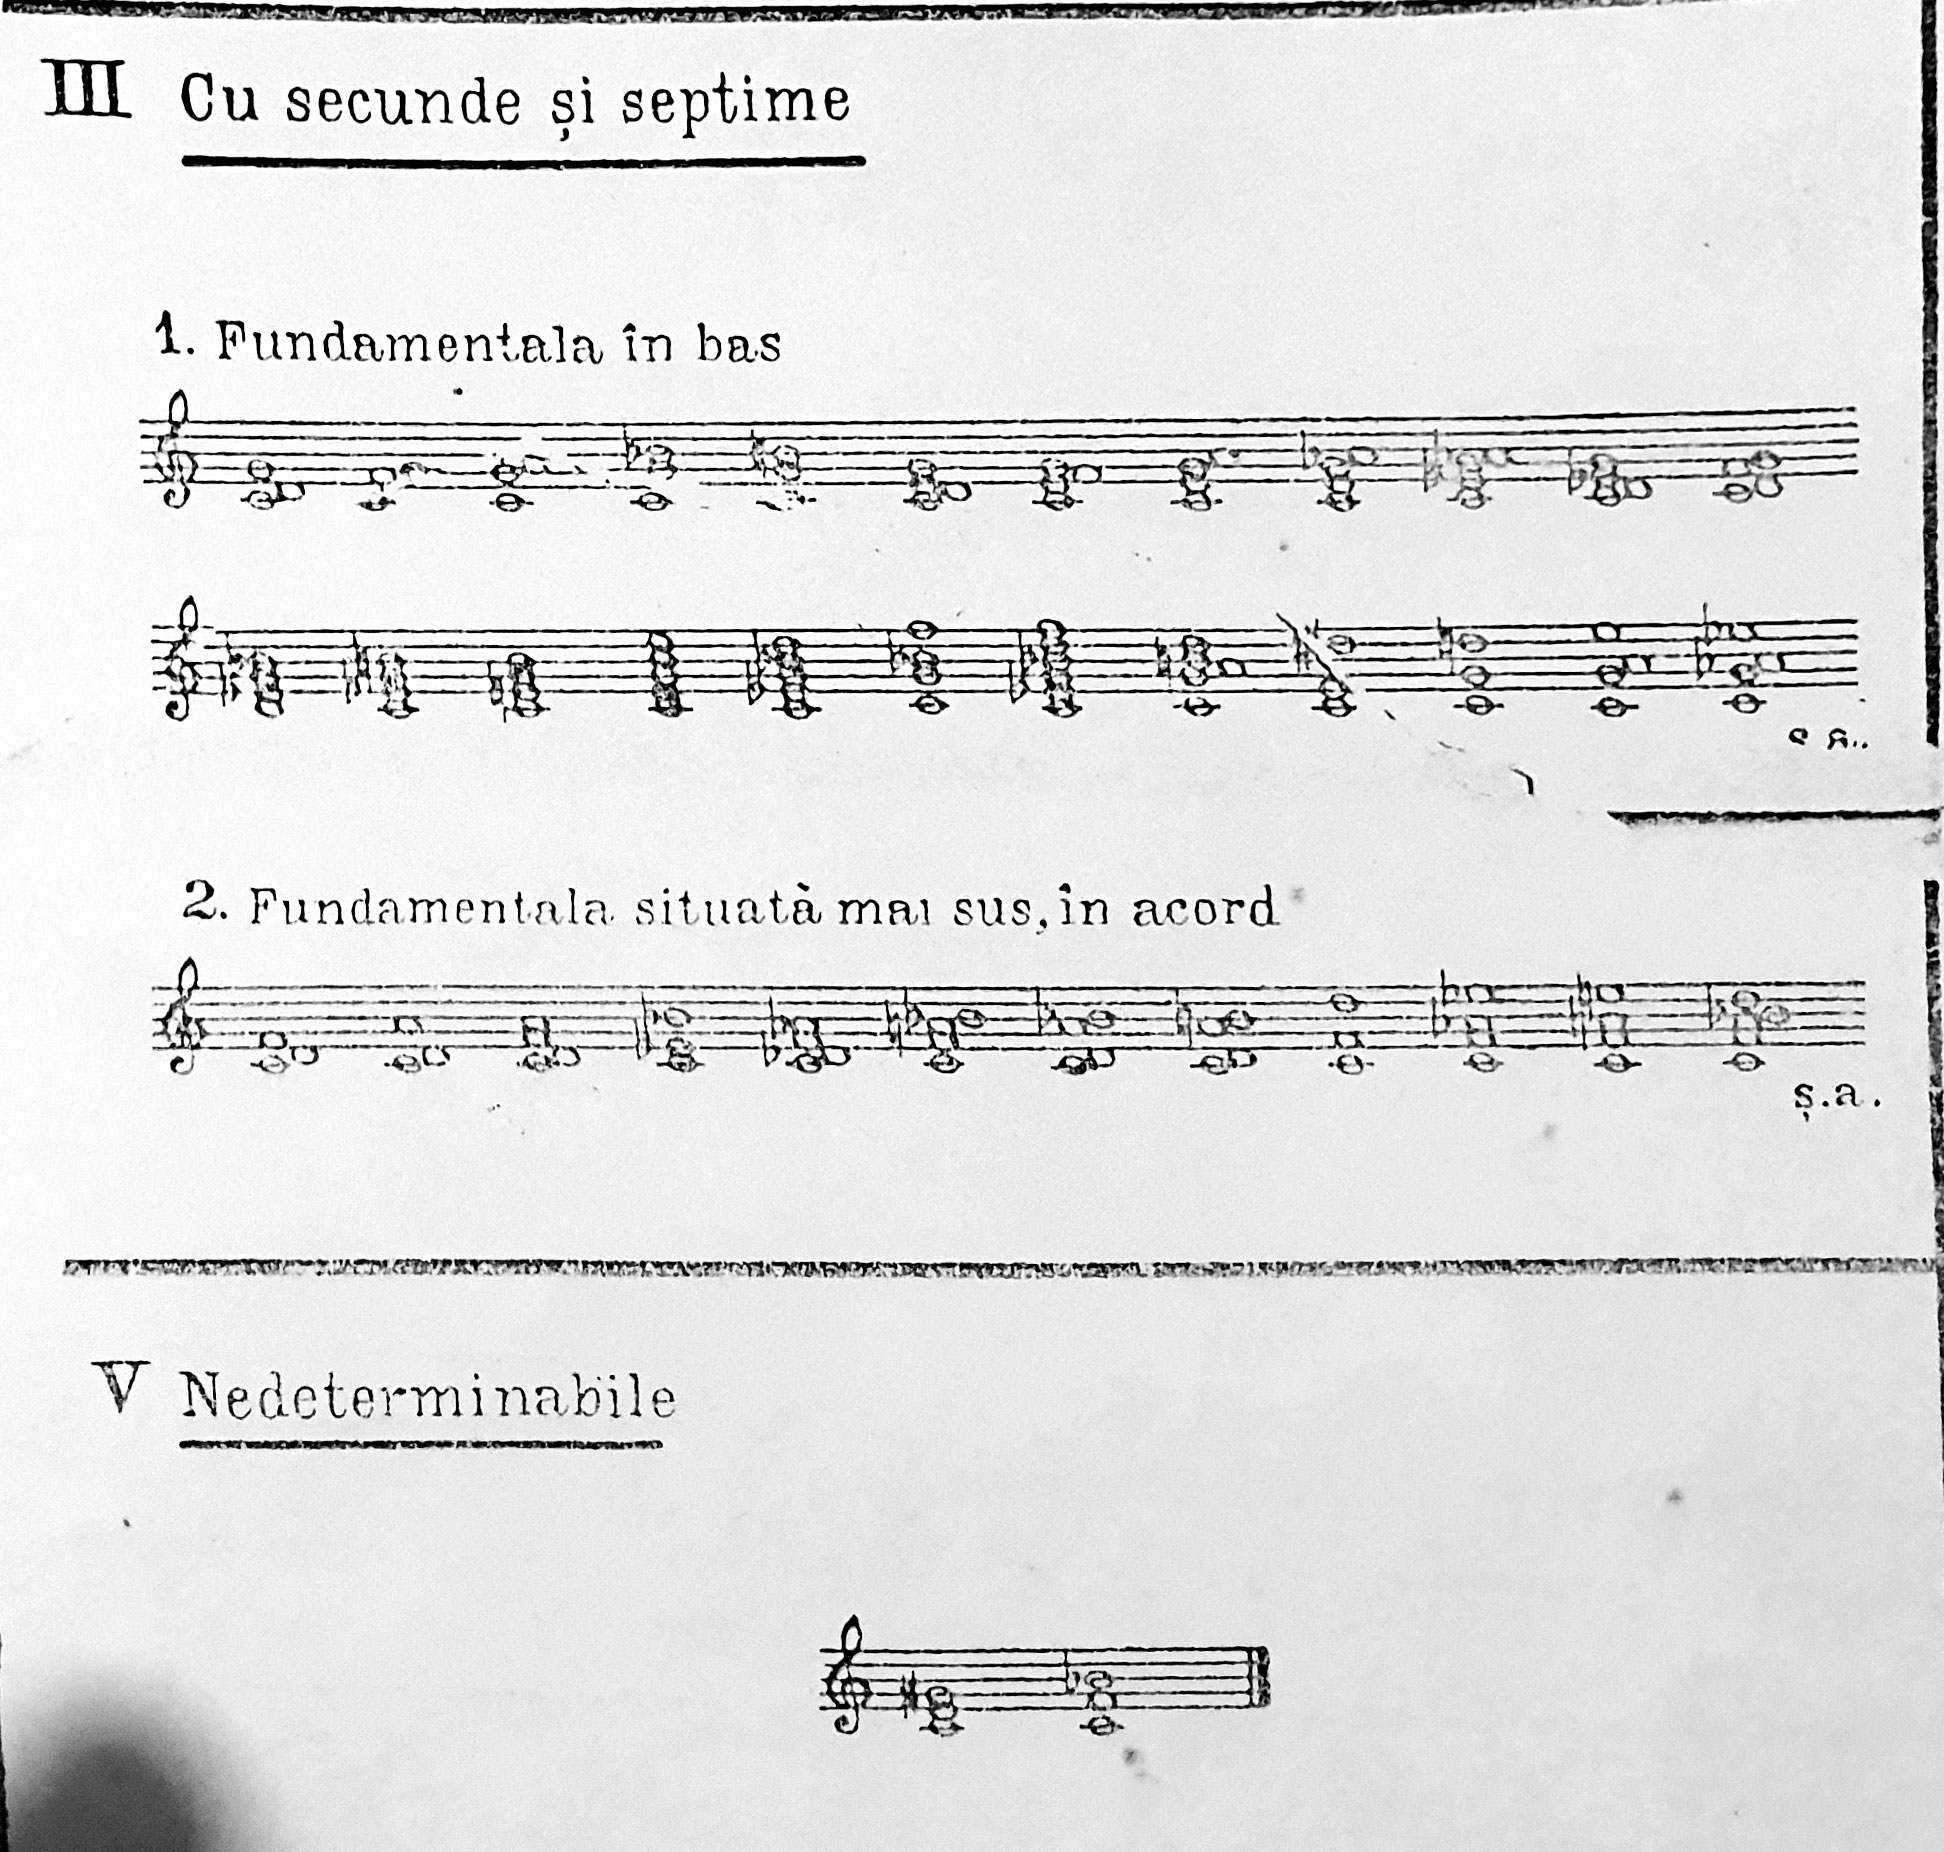 III Cu secunde și septime
1. Fundamentala în bas
2. Fundamentala situată mai sus, în acord
ș.a.
V Nedeterminabile